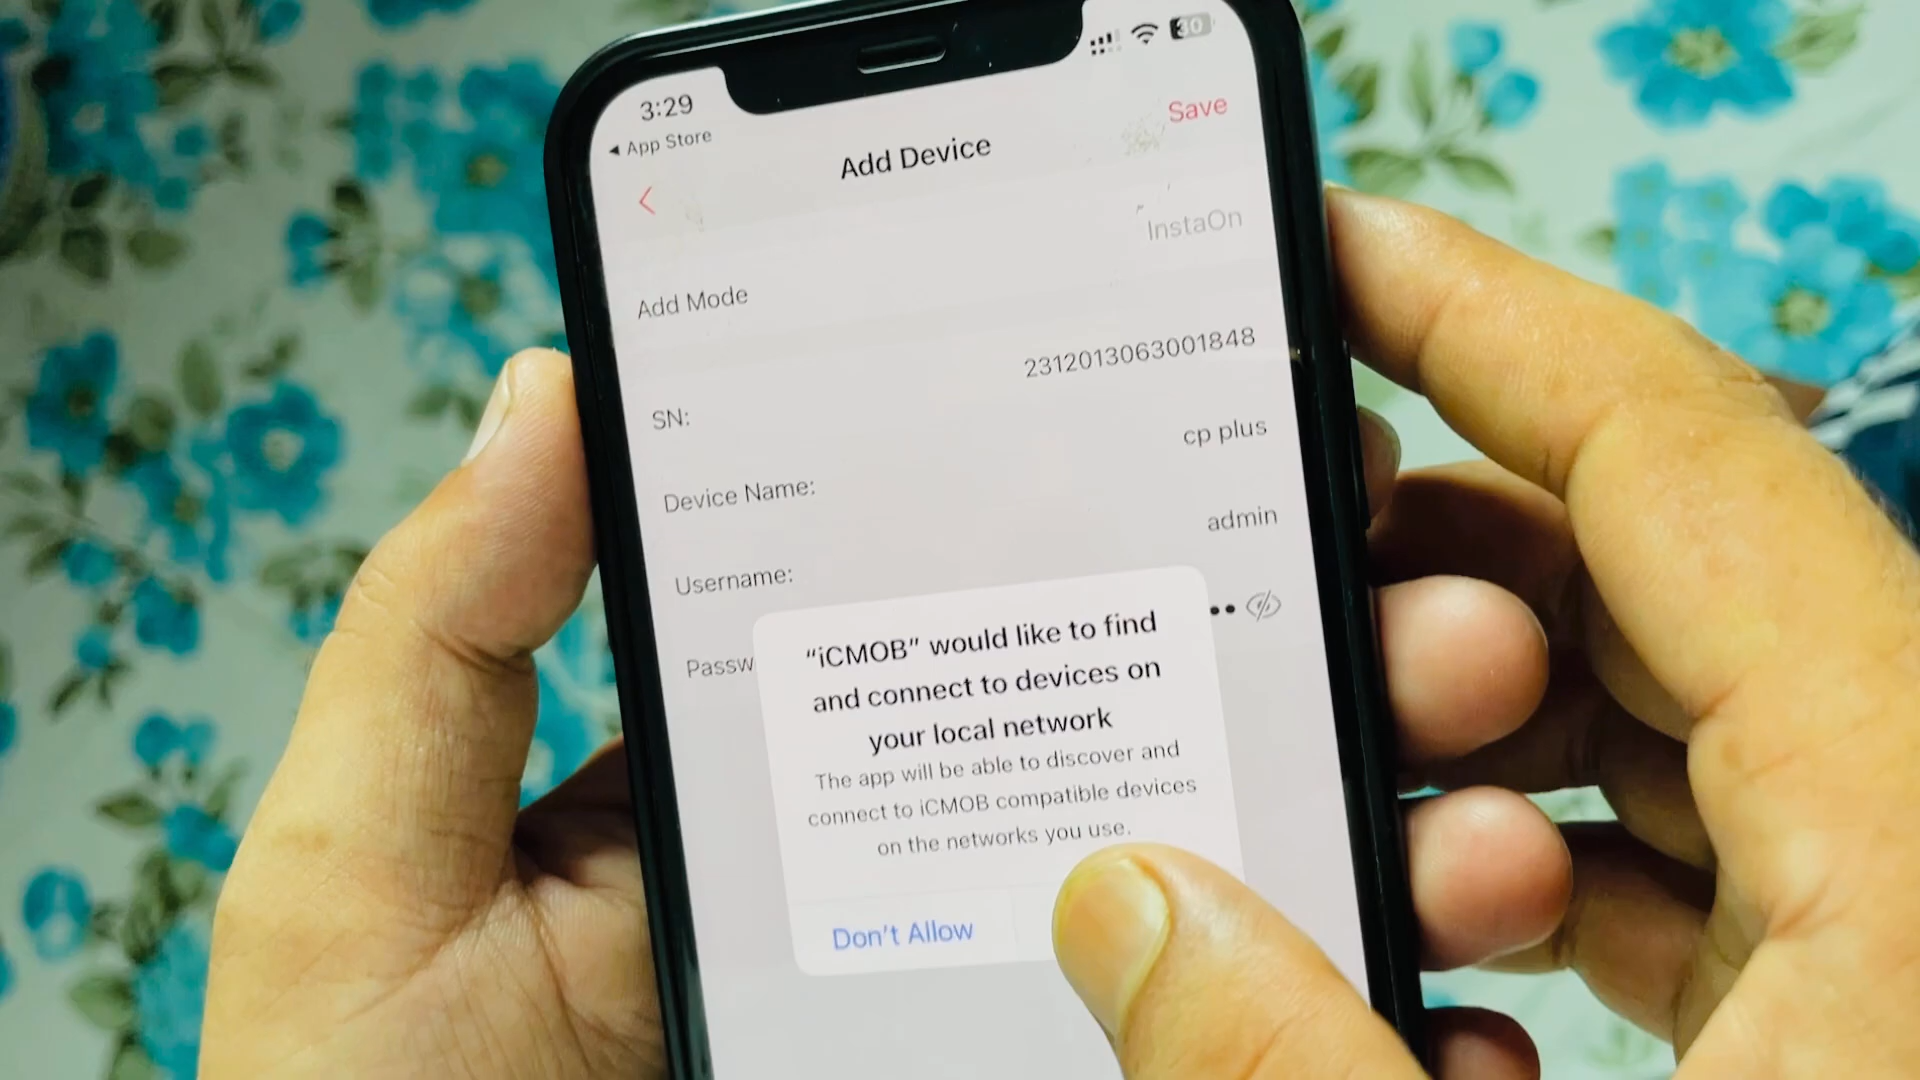 3:29
30
◀ App Store
Save
Add Device
InstaOn
Add Mode
2312013063001848
SN:
cp plus
Device Name:
admin
Username:
Passw
“iCMOB” would like to find
and connect to devices on
your local network
The app will be able to discover and
connect to iCMOB compatible devices
on the networks you use.
Don’t Allow